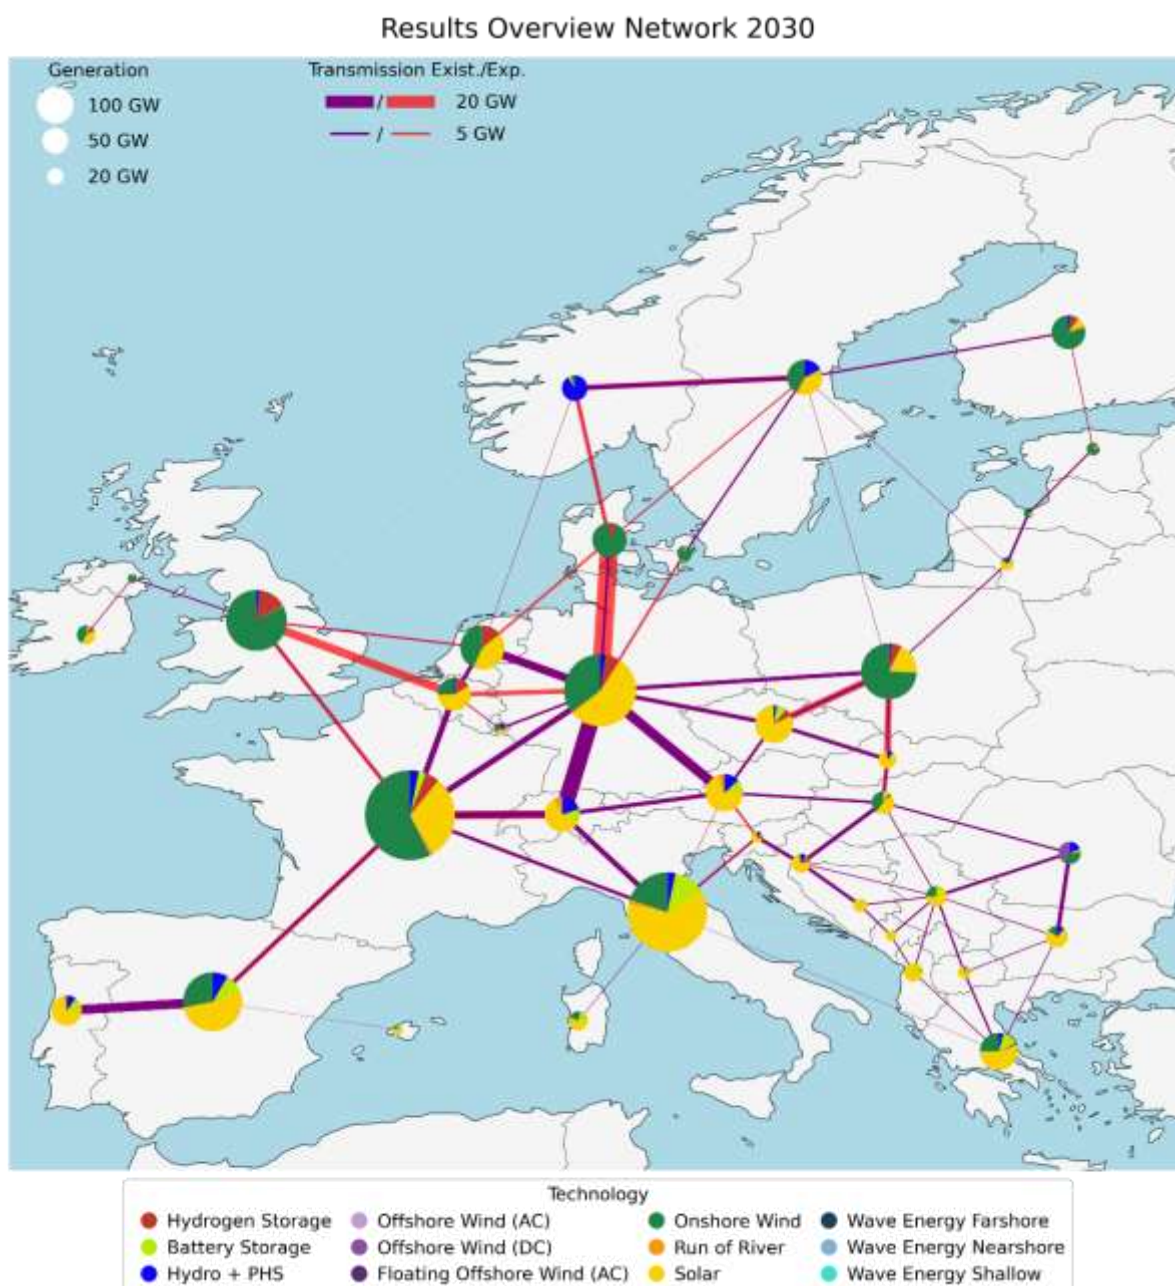 Results Overview Network 2030
Generation
100 GW
50 GW
20 GW
Transmission Exist./Exp.
/ 20 GW
/ 5 GW
Technology
Hydrogen Storage
Battery Storage
Hydro + PHS
Offshore Wind (AC)
Offshore Wind (DC)
Floating Offshore Wind (AC)
Onshore Wind
Run of River
Solar
Wave Energy Farshore
Wave Energy Nearshore
Wave Energy Shallow